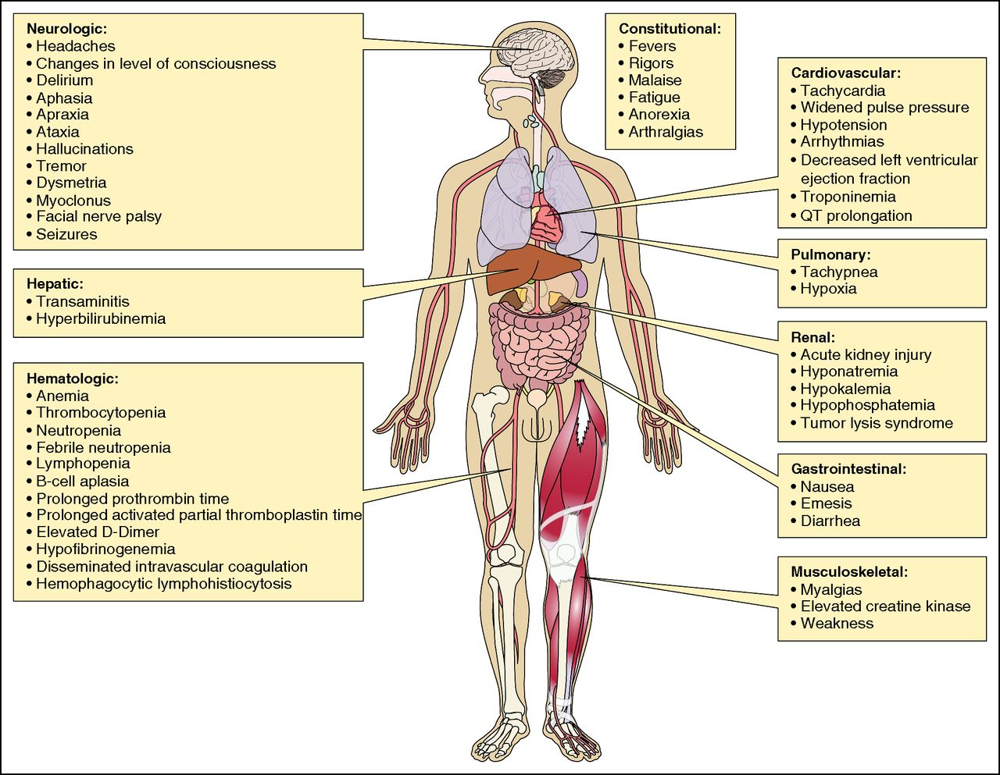 Neurologic:
• Headaches
• Changes in level of consciousness
• Delirium
• Aphasia
• Apraxia
• Ataxia
• Hallucinations
• Tremor
• Dysmetria
• Myoclonus
• Facial nerve palsy
• Seizures
Hepatic:
• Transaminitis
• Hyperbilirubinemia
Hematologic:
• Anemia
• Thrombocytopenia
• Neutropenia
• Febrile neutropenia
• Lymphopenia
• B-cell aplasia
• Prolonged prothrombin time
• Prolonged activated partial thromboplastin time
• Elevated D-Dimer
• Hypofibrinogenemia
• Disseminated intravascular coagulation
• Hemophagocytic lymphohistiocytosis
Constitutional:
• Fevers
• Rigors
• Malaise
• Fatigue
• Anorexia
• Arthralgias
Cardiovascular:
• Tachycardia
• Widened pulse pressure
• Hypotension
• Arrhythmias
• Decreased left ventricular
ejection fraction
• Troponinemia
• QT prolongation
Pulmonary:
• Tachypnea
• Hypoxia
Renal:
• Acute kidney injury
• Hyponatremia
• Hypokalemia
• Hypophosphatemia
• Tumor lysis syndrome
Gastrointestinal:
• Nausea
• Emesis
• Diarrhea
Musculoskeletal:
• Myalgias
• Elevated creatine kinase
• Weakness